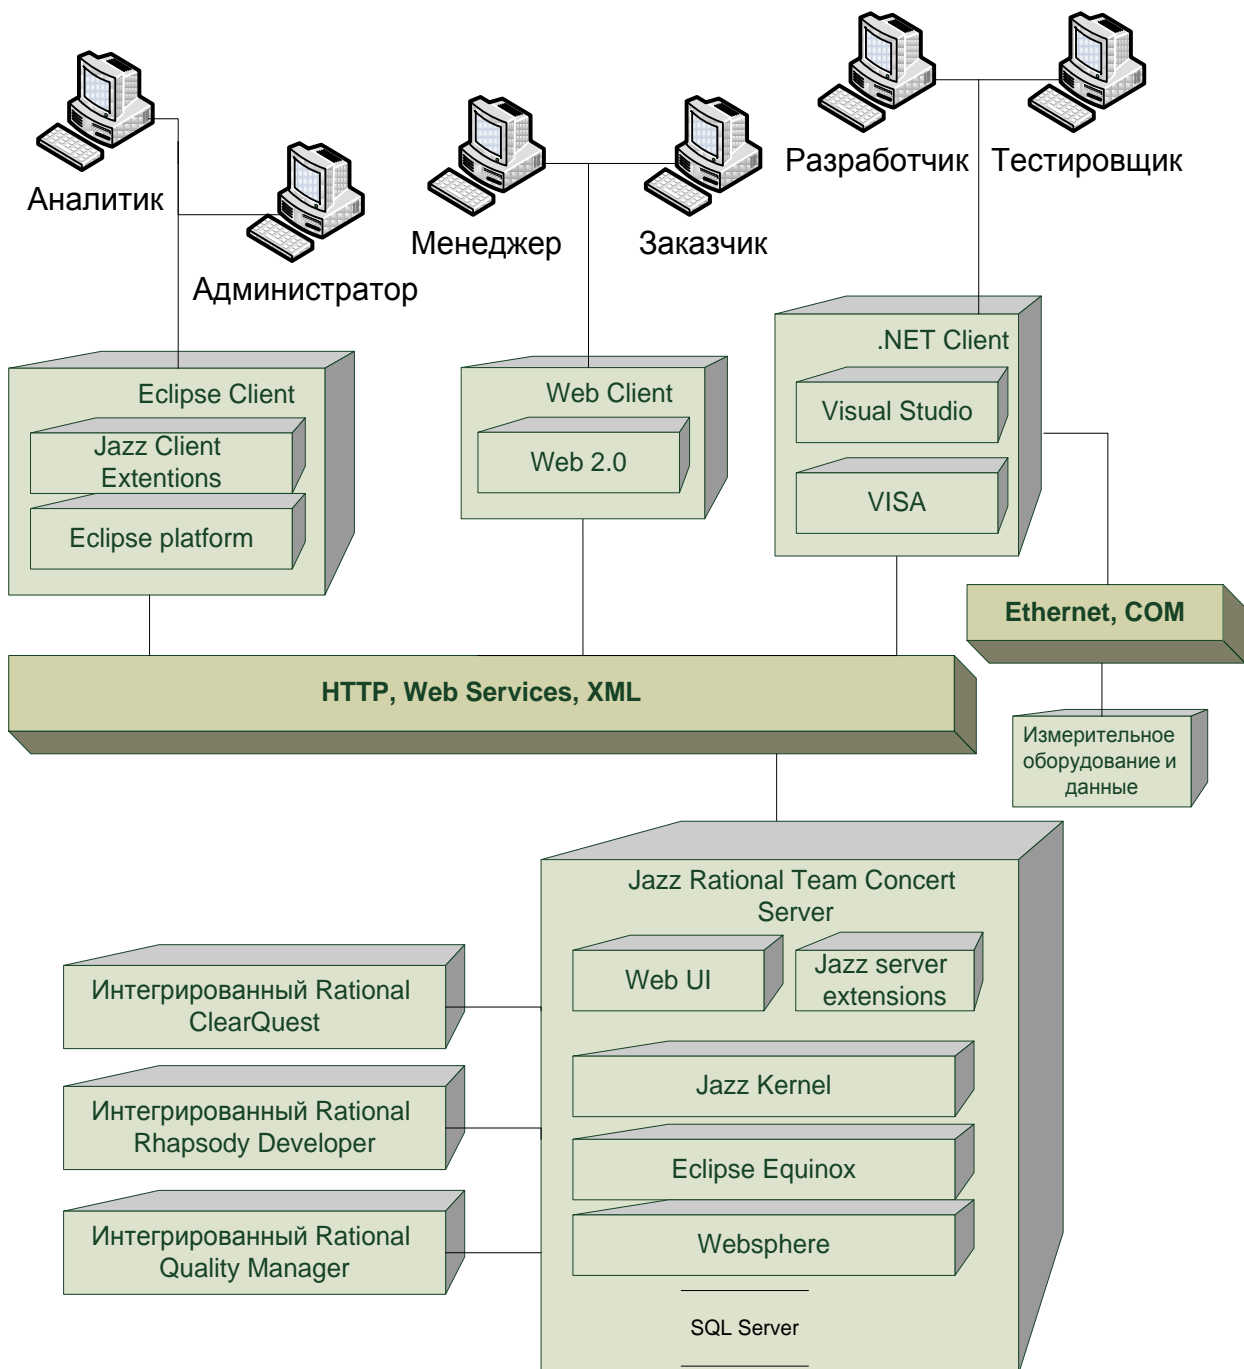 Аналитик
Администратор
Менеджер
Заказчик
Разработчик
Тестировщик
Eclipse Client
Jazz Client
Extentions
Eclipse platform
Web Client
Web 2.0
.NET Client
Visual Studio
VISA
Ethernet, COM
HTTP, Web Services, XML
Измерительное
оборудование и
данные
Jazz Rational Team Concert
Server
Web UI
Jazz server
extensions
Интегрированный Rational
ClearQuest
Jazz Kernel
Интегрированный Rational
Rhapsody Developer
Eclipse Equinox
Интегрированный Rational
Quality Manager
Websphere
SQL Server